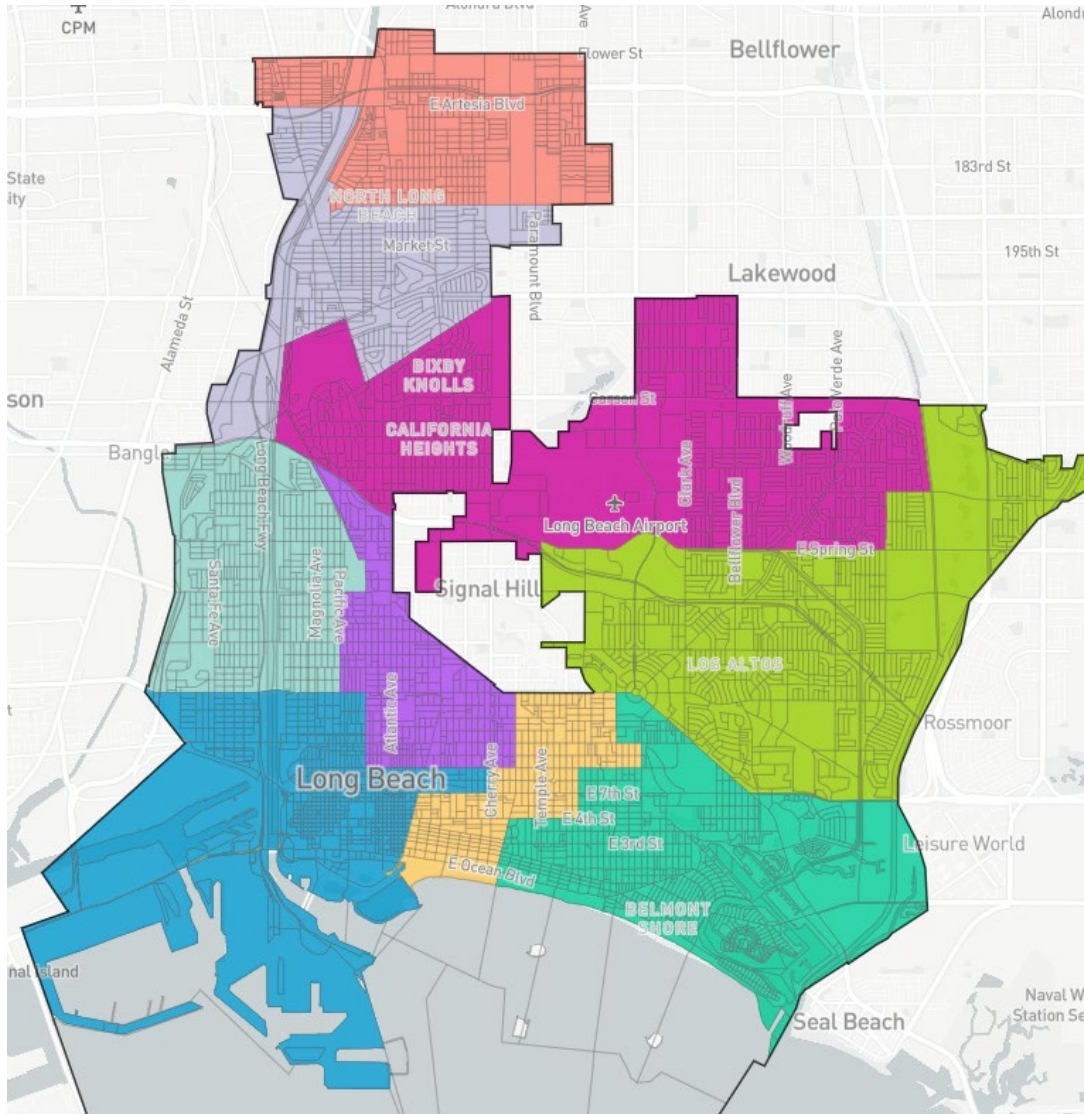 Alondra Blvd
Ave
Alondr
CPM
Flower St
Bellflower
E Artesia Blvd
183rd St
State
ity
NORTH LONG
BEACH
Paramount Blvd
Market St
195th St
Lakewood
Alameda St
BIXBY
KNOLLS
Woodruff Ave
Palo Verde Ave
son
Carson St
CALIFORNIA
HEIGHTS
Bangle
Long Beach Fwy
Clark Ave
Bellflower Blvd
Long Beach Airport
E Spring St
Santa Fe Ave
Magnolia Ave
Pacific Ave
Signal Hill
LOS ALTOS
t
Atlantic Ave
Rossmoor
Long Beach
Cherry Ave
Temple Ave
E 7th St
E 4th St
E 3rd St
Leisure World
E Ocean Blvd
BELMONT
SHORE
nal Island
Naval W
Station Se
Seal Beach